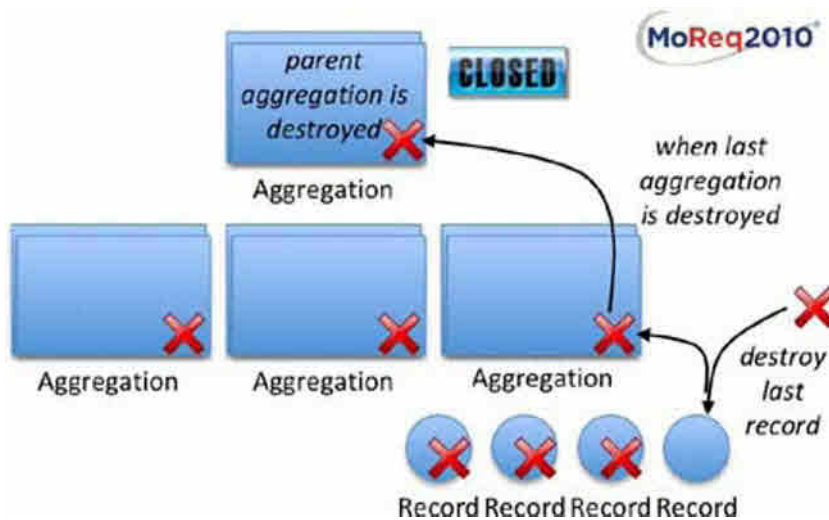 MoReq2010®
CLOSED
parent
aggregation is
destroyed
Aggregation
when last
aggregation
is destroyed
Aggregation
Aggregation
Aggregation
destroy
last
record
Record Record Record Record